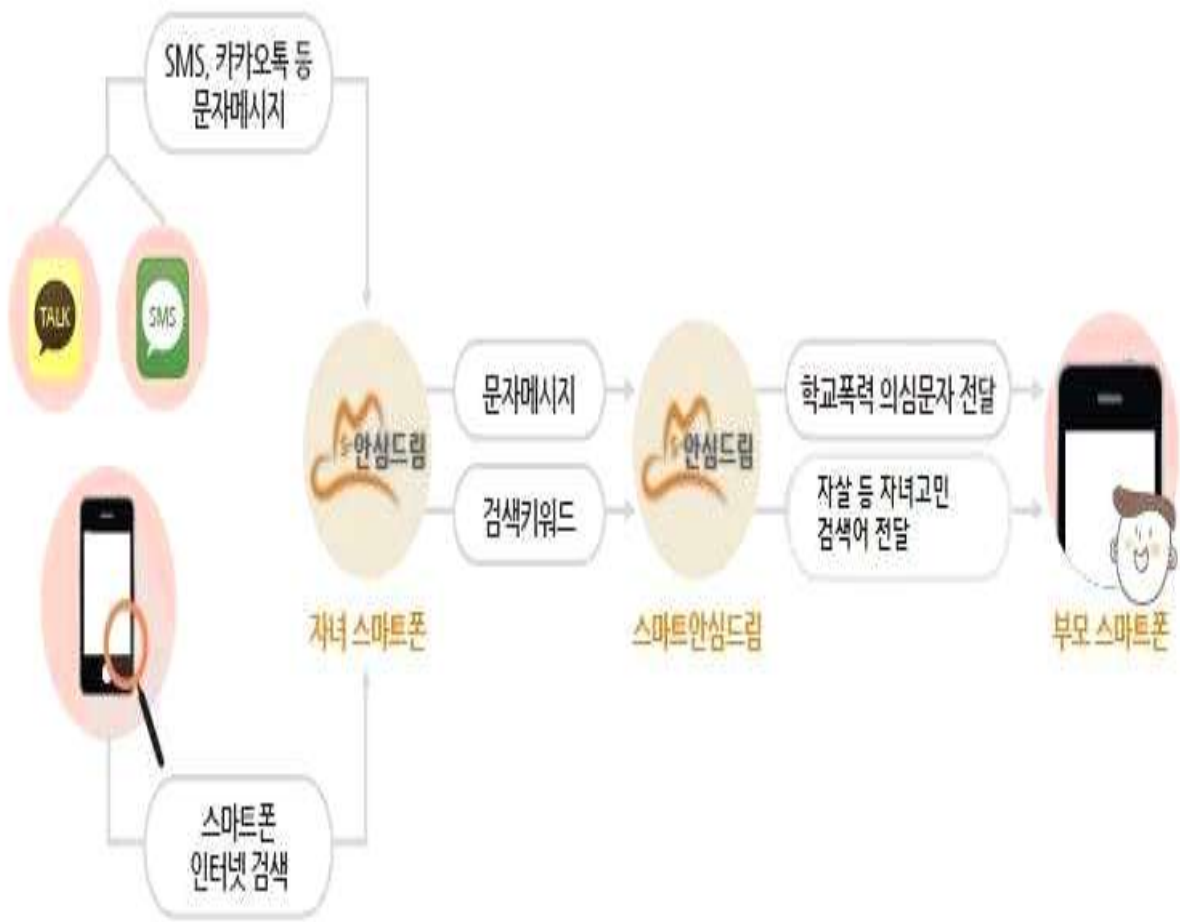 SMS, 카카오톡 등
문자메시지
TALK
SMS
안심드림
자녀 스마트폰
문자메시지
검색키워드
안심드림
스마트안심드림
학교폭력 의심문자 전달
자살 등 자녀고민
검색어 전달
부모 스마트폰
스마트폰
인터넷 검색